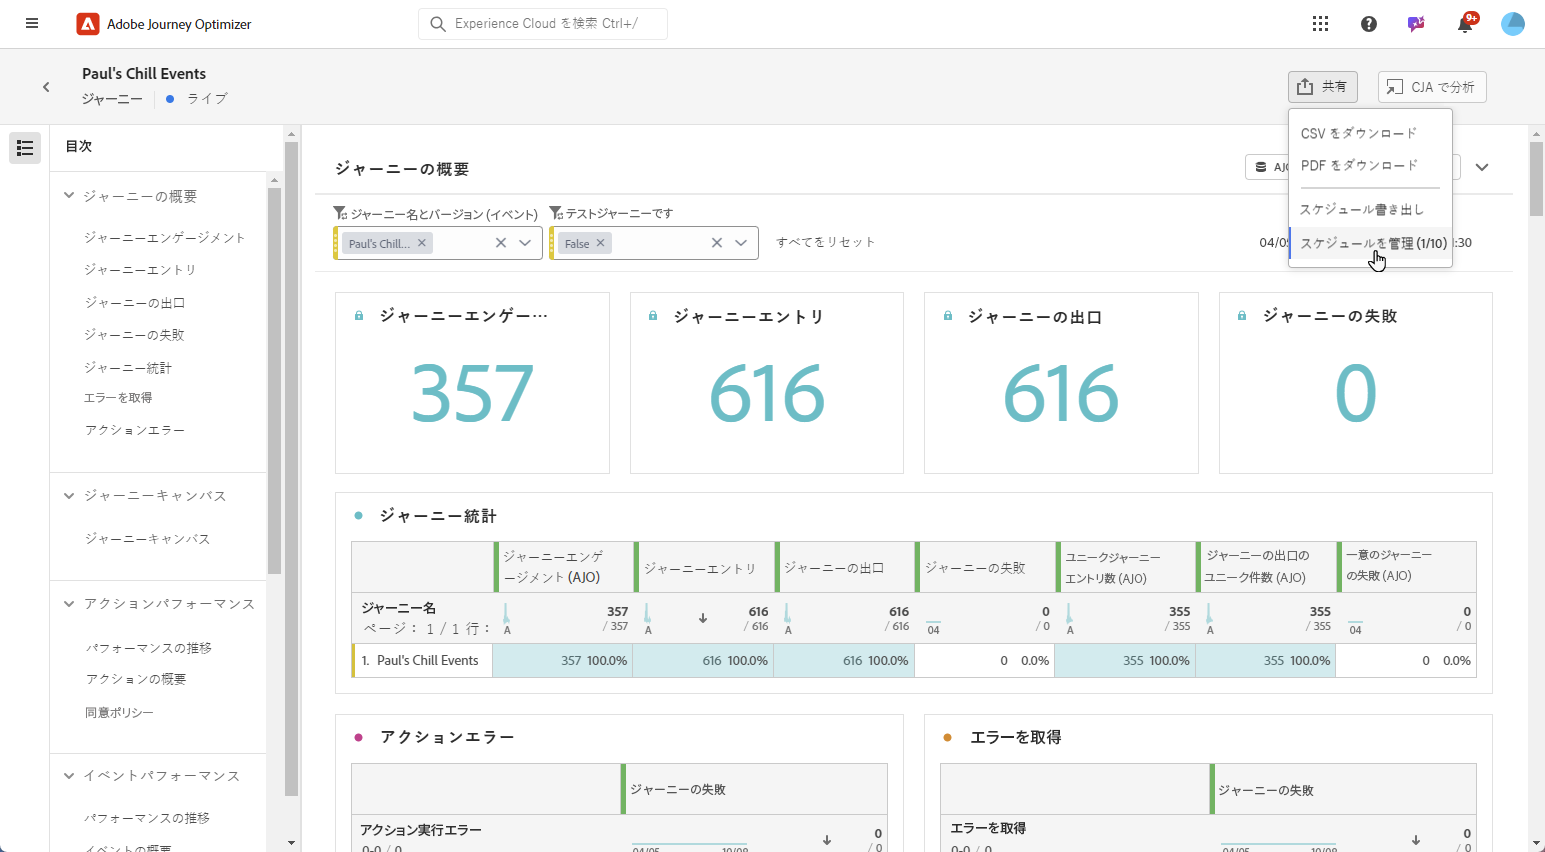 Adobe Journey Optimizer
Experience Cloud を検索 Ctrl+/
9+
Paul's Chill Events
ジャーニー
ライブ
共有
CJA で分析
CSV をダウンロード
PDF をダウンロード
スケジュール書き出し
スケジュールを管理 (1/10)
目次
ジャーニーの概要
ジャーニーエンゲージメント
ジャーニーエントリ
ジャーニーの出口
ジャーニーの失敗
ジャーニー統計
エラーを取得
アクションエラー
ジャーニーキャンバス
ジャーニーキャンバス
アクションパフォーマンス
パフォーマンスの推移
アクションの概要
同意ポリシー
イベントパフォーマンス
パフォーマンスの推移
イベントの概要
ジャーニーの概要
ジャーニー名とバージョン (イベント)
テストジャーニーです
Paul's Chill...
False
すべてをリセット
:30
ジャーニーエンゲー…
357
ジャーニーエントリ
616
ジャーニーの出口
616
ジャーニーの失敗
0
ジャーニー統計
ジャーニーエンゲ
ージメント (AJO)
ジャーニーエントリ
ジャーニーの出口
ジャーニーの失敗
ユニークジャーニー
エントリ数 (AJO)
ジャーニーの出口の
ユニーク件数 (AJO)
一意のジャーニー
の失敗 (AJO)
ジャーニー名
ページ： 1 / 1 行：
A 357 / 357
A 616 / 616
A 616 / 616
04 0 / 0
A 355 / 355
A 355 / 355
04 0 / 0
1. Paul's Chill Events 357 100.0% 616 100.0% 616 100.0% 0 0.0% 355 100.0% 355 100.0% 0 0.0%
アクションエラー
ジャーニーの失敗
アクション実行エラー
0
0-0 / 0
04/05 10/08
/ 0
エラーを取得
ジャーニーの失敗
エラーを取得
0
0-0 / 0
04/05 10/08
/ 0